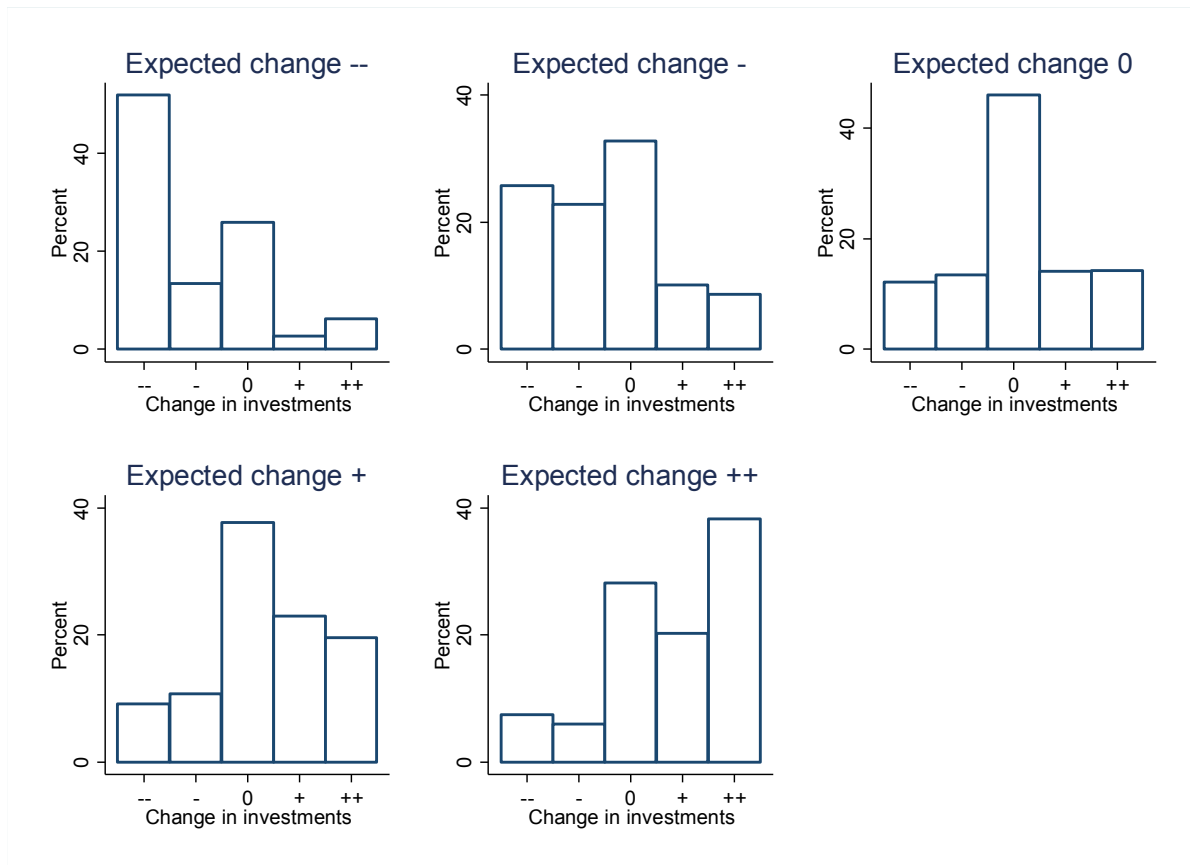 Expected change --
Percent
40
20
0
-- - 0 + ++
Change in investments
Expected change -
Percent
40
20
0
-- - 0 + ++
Change in investments
Expected change 0
Percent
40
20
0
-- - 0 + ++
Change in investments
Expected change +
Percent
40
20
0
-- - 0 + ++
Change in investments
Expected change ++
Percent
40
20
0
-- - 0 + ++
Change in investments